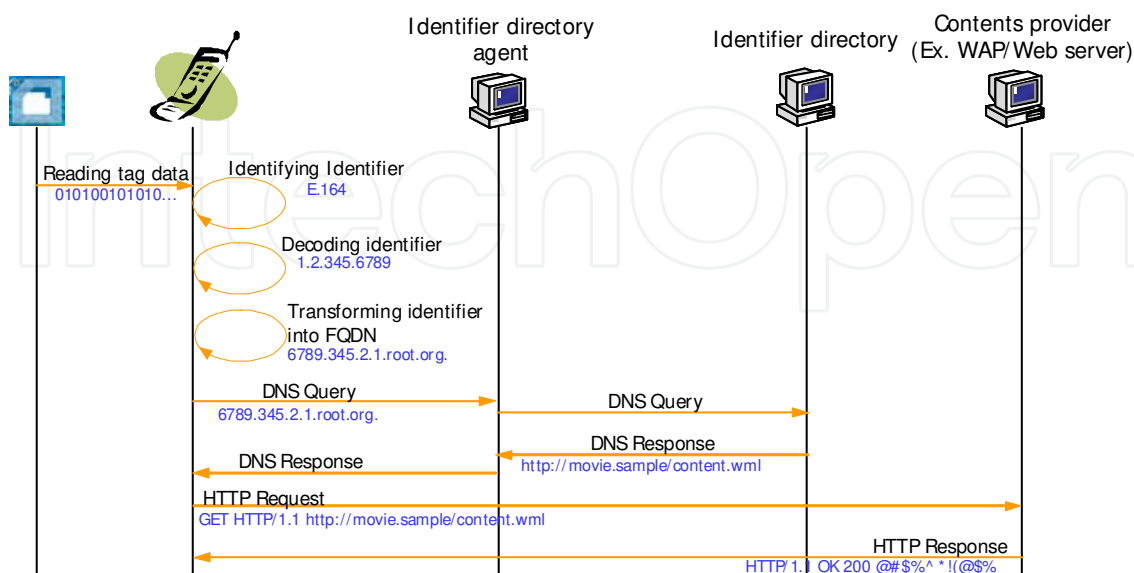 Identifier directory
agent
Identifier directory
Contents provider
(Ex. WAP/Web server)
Reading tag data
010100101010...
Identifying Identifier
E.164
Decoding identifier
1.2.345.6789
Transforming identifier
into FQDN
6789.345.2.1.root.org.
DNS Query
6789.345.2.1.root.org.
DNS Query
DNS Response
http://movie.sample/content.wml
DNS Response
HTTP Request
GET HTTP/1.1 http://movie.sample/content.wml
HTTP Response
HTTP/1.1 OK 200 @#$%^*!(@$%
IntechOpen